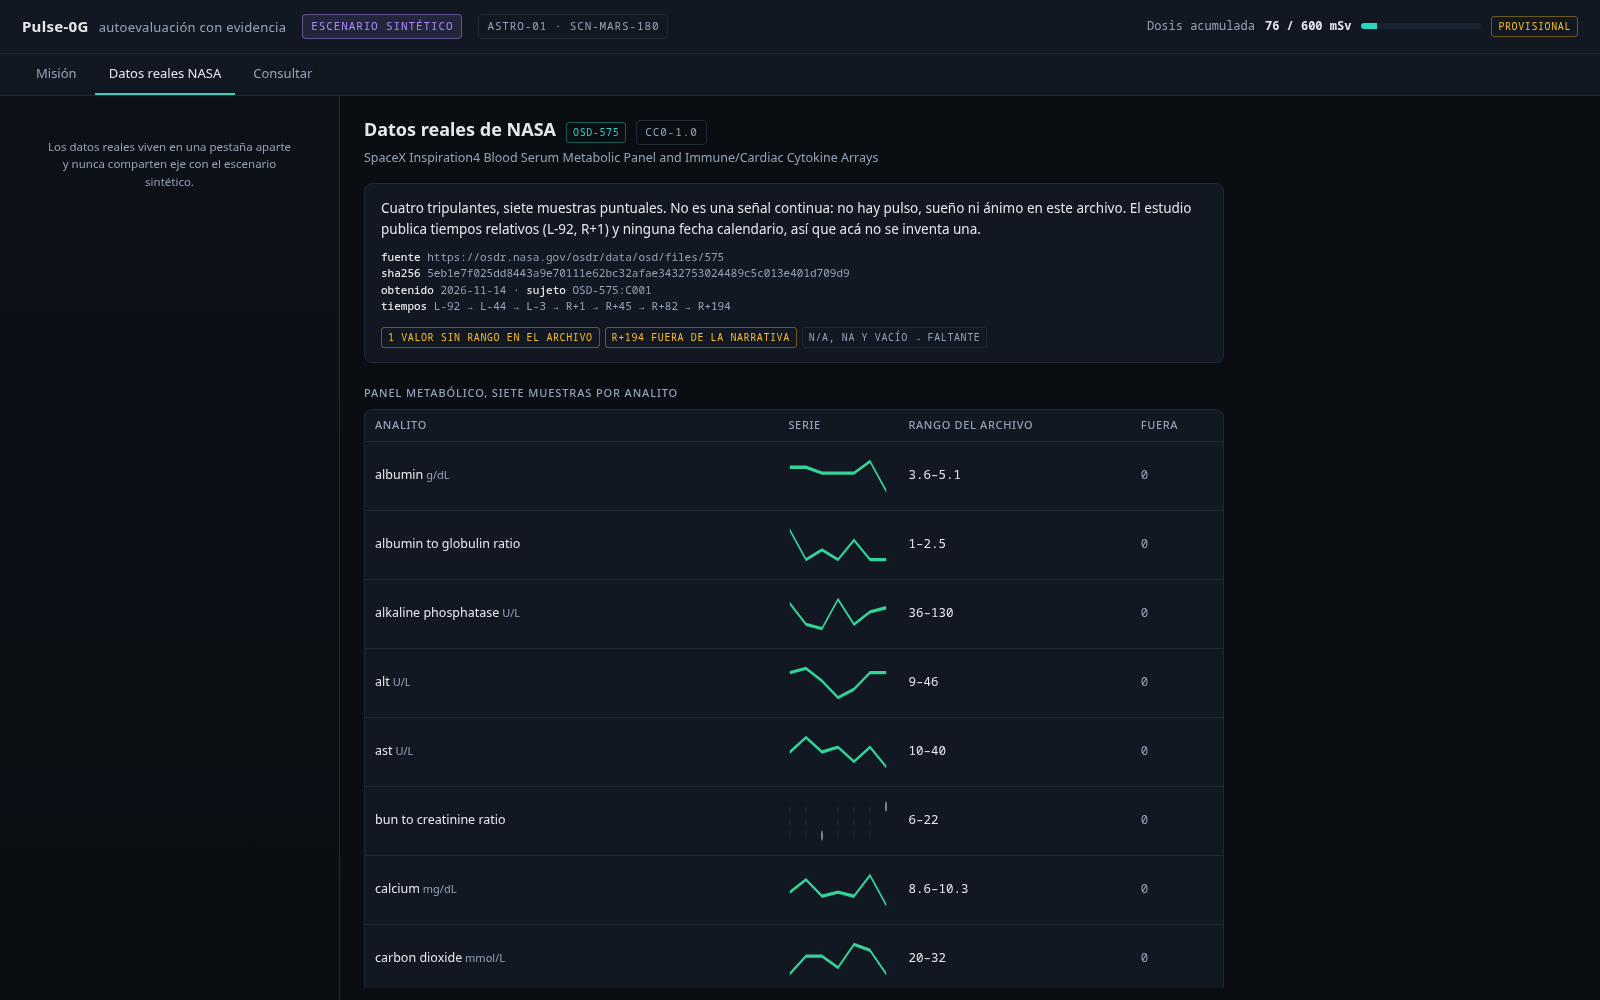 Pulse-0G autoevaluación con evidencia ESCENARIO SINTÉTICO ASTRO-01 · SCN-MARS-180 Dosis acumulada 76 / 600 mSv PROVISIONAL
Misión Datos reales NASA Consultar
Los datos reales viven en una pestaña aparte
y nunca comparten eje con el escenario
sintético.
Datos reales de NASA OSD-575 CC0-1.0
SpaceX Inspiration4 Blood Serum Metabolic Panel and Immune/Cardiac Cytokine Arrays
Cuatro tripulantes, siete muestras puntuales. No es una señal continua: no hay pulso, sueño ni ánimo en este archivo. El estudio
publica tiempos relativos (L-92, R+1) y ninguna fecha calendario, así que acá no se inventa una.
fuente https://osdr.nasa.gov/osdr/data/osd/files/575
sha256 5eb1e7f025dd8443a9e70111e62bc32afae3432753024489c5c013e401d709d9
obtenido 2026-11-14 · sujeto OSD-575:C001
tiempos L-92 → L-44 → L-3 → R+1 → R+45 → R+82 → R+194
1 VALOR SIN RANGO EN EL ARCHIVO R+194 FUERA DE LA NARRATIVA N/A, NA Y VACÍO → FALTANTE
PANEL METABÓLICO, SIETE MUESTRAS POR ANALITO
ANALITO SERIE RANGO DEL ARCHIVO FUERA
albumin g/dL 3.6–5.1 0
albumin to globulin ratio 1–2.5 0
alkaline phosphatase U/L 36–130 0
alt U/L 9–46 0
ast U/L 10–40 0
bun to creatinine ratio 6–22 0
calcium mg/dL 8.6–10.3 0
carbon dioxide mmol/L 20–32 0